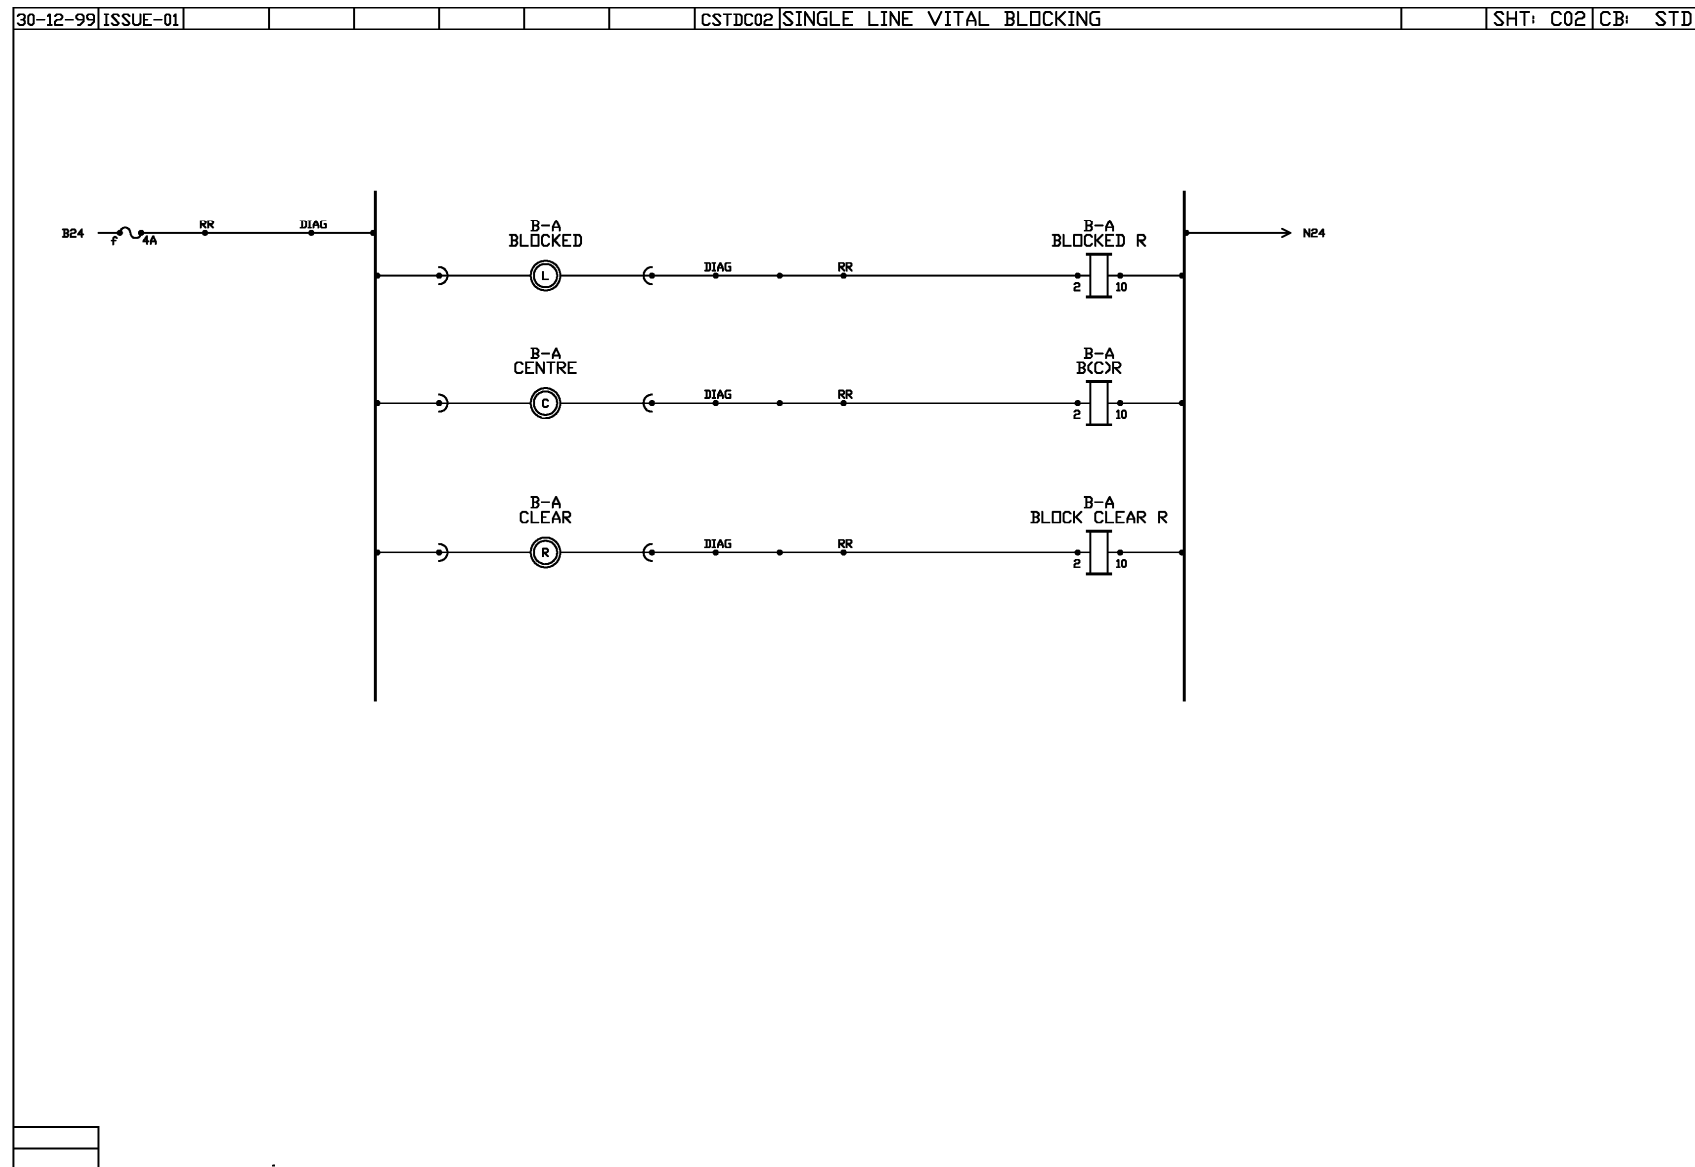 30-12-99 ISSUE-01 CSTDC02 SINGLE LINE VITAL BLOCKING SHT: C02 CB: STD
B24 f 4A RR DIAG N24
B-A B-A
BLOCKED BLOCKED R
L DIAG RR 2 10
B-A B-A
CENTRE B(C)R
C DIAG RR 2 10
B-A B-A
CLEAR BLOCK CLEAR R
R DIAG RR 2 10